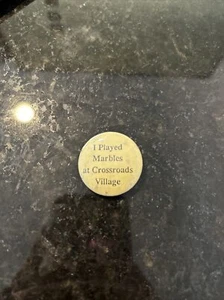 I Played
Marbles
at Crossroads
Village